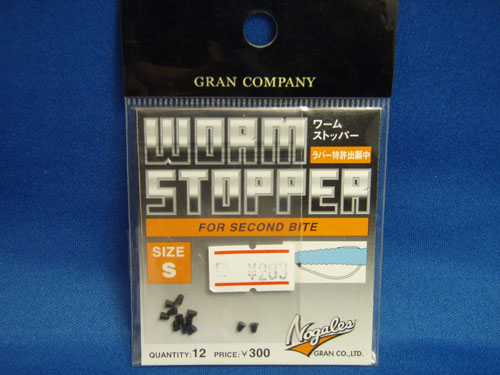 GRAN COMPANY
WORM
ワーム
ストッパー
ラバー特許出願中
STOPPER
FOR SECOND BITE
SIZE
S
¥283
Nogales
GRAN CO.,LTD.
QUANTITY:12 PRICE:¥300